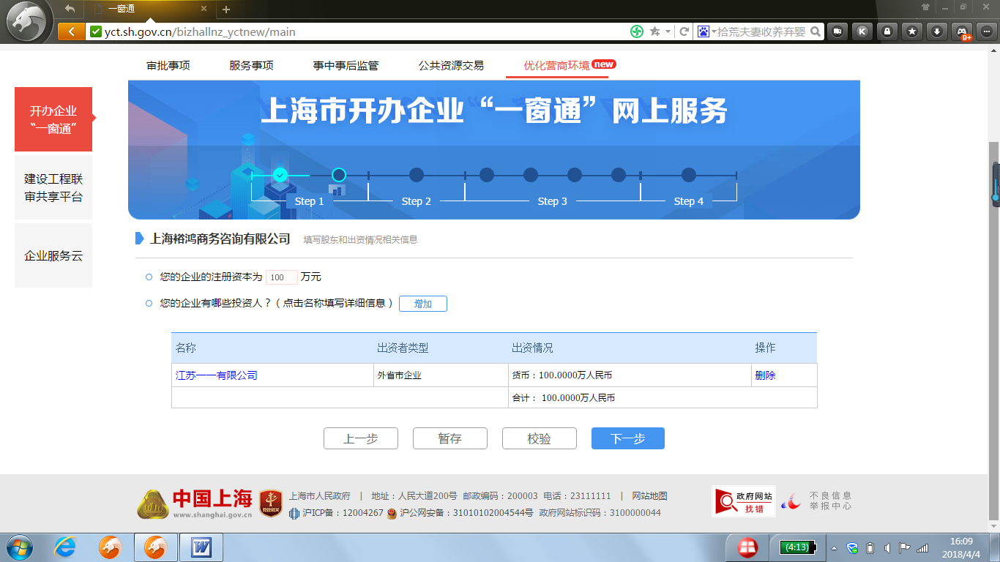 一窗通
yct.sh.gov.cn/bizhallnz_yctnew/main
拾荒夫妻收养弃婴
K
9+
审批事项 服务事项 事中事后监管 公共资源交易 优化营商环境 new
开办企业
“一窗通”
建设工程联
审共享平台
企业服务云
上海市开办企业“一窗通”网上服务
Step 1 Step 2 Step 3 Step 4
上海裕鸿商务咨询有限公司 填写股东和出资情况相关信息
您的企业的注册资本为 100 万元
您的企业有哪些投资人？（点击名称填写详细信息） 增加
名称 出资者类型 出资情况 操作
江苏一一有限公司 外省市企业 货币：100.0000万人民币 删除
合计： 100.0000万人民币
上一步 暂存 校验 下一步
中国上海
www.shanghai.gov.cn
党政机关
上海市人民政府 | 地址：人民大道200号 邮政编码：200003 电话：23111111 | 网站地图
沪ICP备：12004267 沪公网安备：31010102004544号 政府网站标识码：3100000044
政府网站
找错
不良信息
举报中心
(4:13)
16:09
2018/4/4